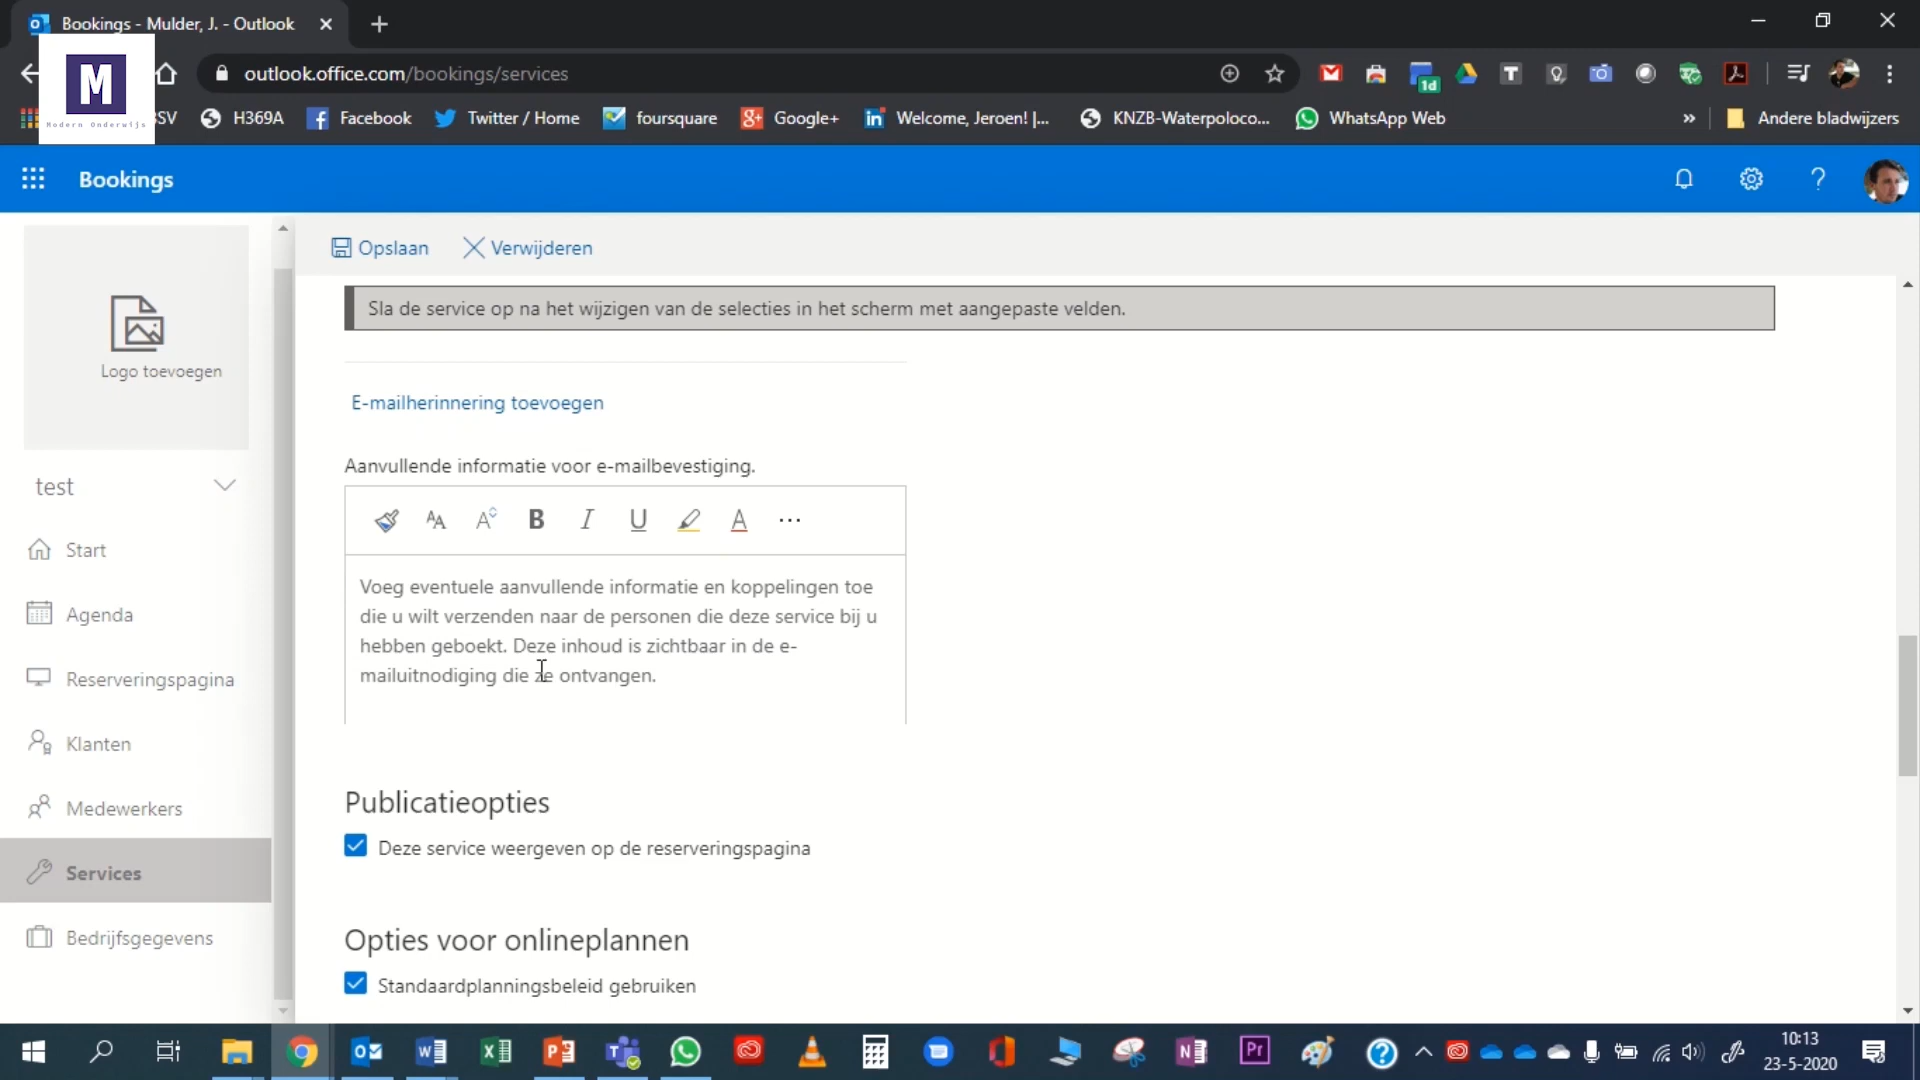 Bookings - Mulder, J. - Outlook
outlook.office.com/bookings/services
1d
M
Modern Onderwijs
SV
H369A
Facebook
Twitter / Home
foursquare
Google+
Welcome, Jeroen! |...
KNZB-Waterpoloco...
WhatsApp Web
»
Andere bladwijzers
Bookings
Opslaan
Verwijderen
Logo toevoegen
test
Start
Agenda
Reserveringspagina
Klanten
Medewerkers
Services
Bedrijfsgegevens
Sla de service op na het wijzigen van de selecties in het scherm met aangepaste velden.
E-mailherinnering toevoegen
Aanvullende informatie voor e-mailbevestiging.
B I U A ...
Voeg eventuele aanvullende informatie en koppelingen toe
die u wilt verzenden naar de personen die deze service bij u
hebben geboekt. Deze inhoud is zichtbaar in de e-
mailuitnodiging die ze ontvangen.
Publicatieopties
Deze service weergeven op de reserveringspagina
Opties voor onlineplannen
Standaardplanningsbeleid gebruiken
10:13
23-5-2020